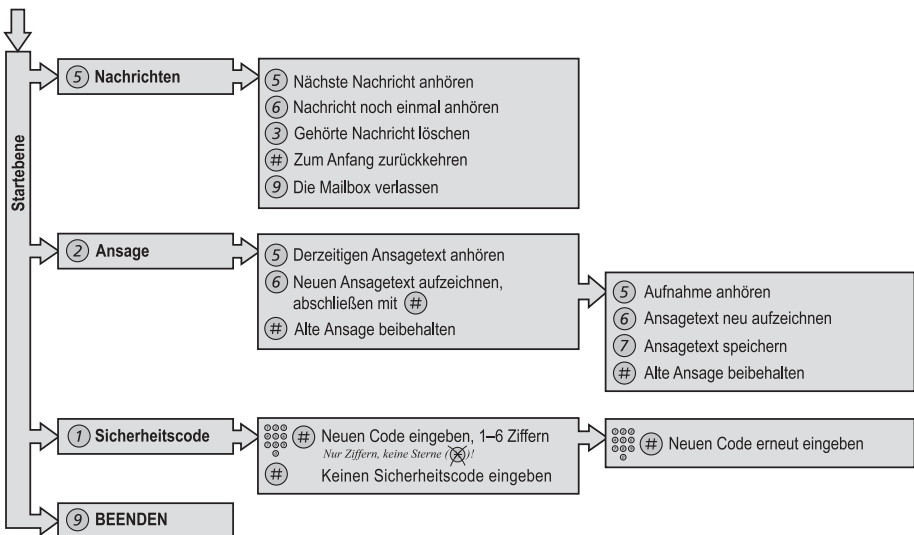 Startebene
5 Nachrichten
5 Nächste Nachricht anhören
6 Nachricht noch einmal anhören
3 Gehörte Nachricht löschen
# Zum Anfang zurückkehren
9 Die Mailbox verlassen
2 Ansage
5 Derzeitigen Ansagetext anhören
6 Neuen Ansagetext aufzeichnen,
abschließen mit #
# Alte Ansage beibehalten
5 Aufnahme anhören
6 Ansagetext neu aufzeichnen
7 Ansagetext speichern
# Alte Ansage beibehalten
1 Sicherheitscode
# Neuen Code eingeben, 1–6 Ziffern
Nur Ziffern, keine Sterne (*)!
# Keinen Sicherheitscode eingeben
# Neuen Code erneut eingeben
9 BEENDEN